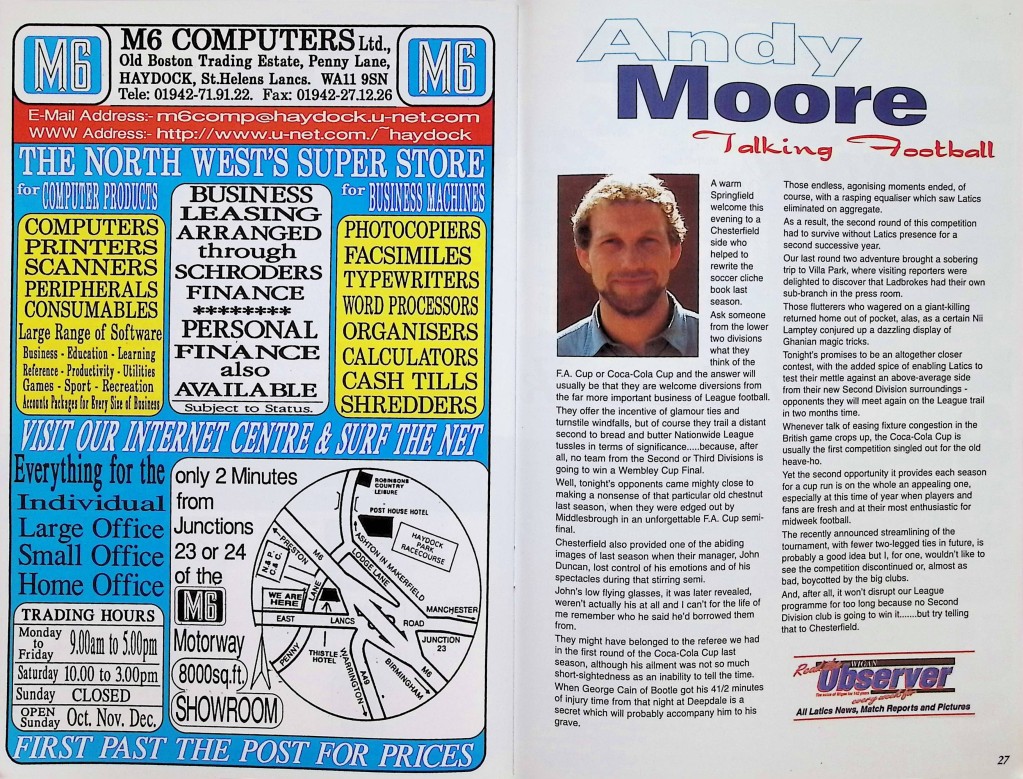 M6
M6 COMPUTERS Ltd.,
Old Boston Trading Estate, Penny Lane,
HAYDOCK, St.Helens Lancs. WA11 9SN
Tele: 01942-71.91.22. Fax: 01942-27.12.26
M6
E-Mail Address:- m6comp@haydock.u-net.com
WWW Address:- http://www.u-net.com./~haydock
THE NORTH WEST'S SUPER STORE
for COMPUTER PRODUCTS
COMPUTERS
PRINTERS
SCANNERS
PERIPHERALS
CONSUMABLES
Large Range of Software
Business - Education - Learning
Reference - Productivity - Utilities
Games - Sport - Recreation
Accounts Packages for Every Size of Business
BUSINESS
LEASING
ARRANGED
through
SCHRODERS
FINANCE
********
PERSONAL
FINANCE
also
AVAILABLE
Subject to Status.
for BUSINESS MACHINES
PHOTOCOPIERS
FACSIMILES
TYPEWRITERS
WORD PROCESSORS
ORGANISERS
CALCULATORS
CASH TILLS
SHREDDERS
VISIT OUR INTERNET CENTRE & SURF THE NET
Everything for the
Individual
Large Office
Small Office
Home Office
TRADING HOURS
Monday to Friday 9.00am to 5.00pm
Saturday 10.00 to 3.00pm
Sunday CLOSED
OPEN Sunday Oct. Nov. Dec.
only 2 Minutes
from
Junctions
23 or 24
of the
M6
Motorway
8000sq.ft.
SHOWROOM
ROBINSONS
COUNTRY
LEISURE
POST HOUSE HOTEL
HAYDOCK
PARK
RACECOURSE
PRESTON
M6
ASHTON IN MAKERFIELD
LODGE LANE
N & P.C.!
WE ARE
HERE
LANE
EAST
LANCS
ROAD
MANCHESTER
JUNCTION
23
PENNY
THISTLE
HOTEL
WARRINGTON
A49
BIRMINGHAM
M6
FIRST PAST THE POST FOR PRICES
Andy
Moore
Talking Football
A warm
Springfield
welcome this
evening to a
Chesterfield
side who
helped to
rewrite the
soccer cliche
book last
season.
Ask someone
from the lower
two divisions
what they
think of the
F.A. Cup or Coca-Cola Cup and the answer will
usually be that they are welcome diversions from
the far more important business of League football.
They offer the incentive of glamour ties and
turnstile windfalls, but of course they trail a distant
second to bread and butter Nationwide League
tussles in terms of significance.....because, after
all, no team from the Second or Third Divisions is
going to win a Wembley Cup Final.
Well, tonight's opponents came mighty close to
making a nonsense of that particular old chestnut
last season, when they were edged out by
Middlesbrough in an unforgettable F.A. Cup semi-
final.
Chesterfield also provided one of the abiding
images of last season when their manager, John
Duncan, lost control of his emotions and of his
spectacles during that stirring semi.
John's low flying glasses, it was later revealed,
weren't actually his at all and I can't for the life of
me remember who he said he'd borrowed them
from.
They might have belonged to the referee we had
in the first round of the Coca-Cola Cup last
season, although his ailment was not so much
short-sightedness as an inability to tell the time.
When George Cain of Bootle got his 41/2 minutes
of injury time from that night at Deepdale is a
secret which will probably accompany him to his
grave.
Those endless, agonising moments ended, of
course, with a rasping equaliser which saw Latics
eliminated on aggregate.
As a result, the second round of this competition
had to survive without Latics presence for a
second successive year.
Our last round two adventure brought a sobering
trip to Villa Park, where visiting reporters were
delighted to discover that Ladbrokes had their own
sub-branch in the press room.
Those flutterers who wagered on a giant-killing
returned home out of pocket, alas, as a certain Nii
Lamptey conjured up a dazzling display of
Ghanian magic tricks.
Tonight's promises to be an altogether closer
contest, with the added spice of enabling Latics to
test their mettle against an above-average side
from their new Second Division surroundings -
opponents they will meet again on the League trail
in two months time.
Whenever talk of easing fixture congestion in the
British game crops up, the Coca-Cola Cup is
usually the first competition singled out for the old
heave-ho.
Yet the second opportunity it provides each season
for a cup run is on the whole an appealing one,
especially at this time of year when players and
fans are fresh and at their most enthusiastic for
midweek football.
The recently announced streamlining of the
tournament, with fewer two-legged ties in future, is
probably a good idea but I, for one, wouldn't like to
see the competition discontinued or, almost as
bad, boycotted by the big clubs.
And, after all, it won't disrupt our League
programme for too long because no Second
Division club is going to win it.......but try telling
that to Chesterfield.
Read the WIGAN
Observer
every week for
All Latics News, Match Reports and Pictures
27